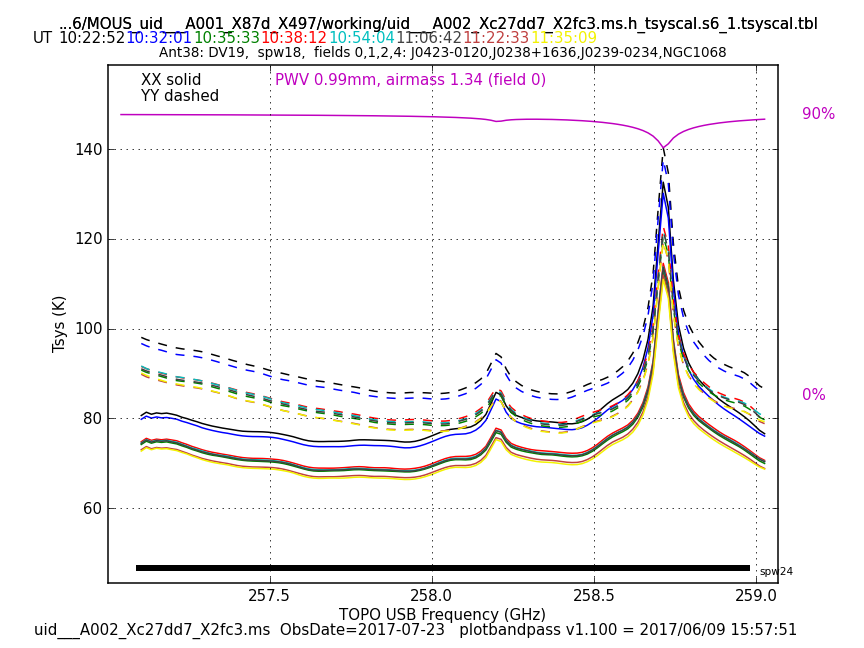 ...6/MOUS_uid___A001_X87d_X497/working/uid___A002_Xc27dd7_X2fc3.ms.h_tsyscal.s6_1.tsyscal.tbl
UT 10:22:52 10:32:01 10:35:33 10:38:12 10:54:04 11:06:42 11:22:33 11:35:09
Ant38: DV19, spw18, fields 0,1,2,4: J0423-0120,J0238+1636,J0239-0234,NGC1068
XX solid PWV 0.99mm, airmass 1.34 (field 0)
YY dashed
90%
140
120
Tsys (K)
100
0%
80
60
spw24
257.5 258.0 258.5 259.0
TOPO USB Frequency (GHz)
uid___A002_Xc27dd7_X2fc3.ms ObsDate=2017-07-23 plotbandpass v1.100 = 2017/06/09 15:57:51